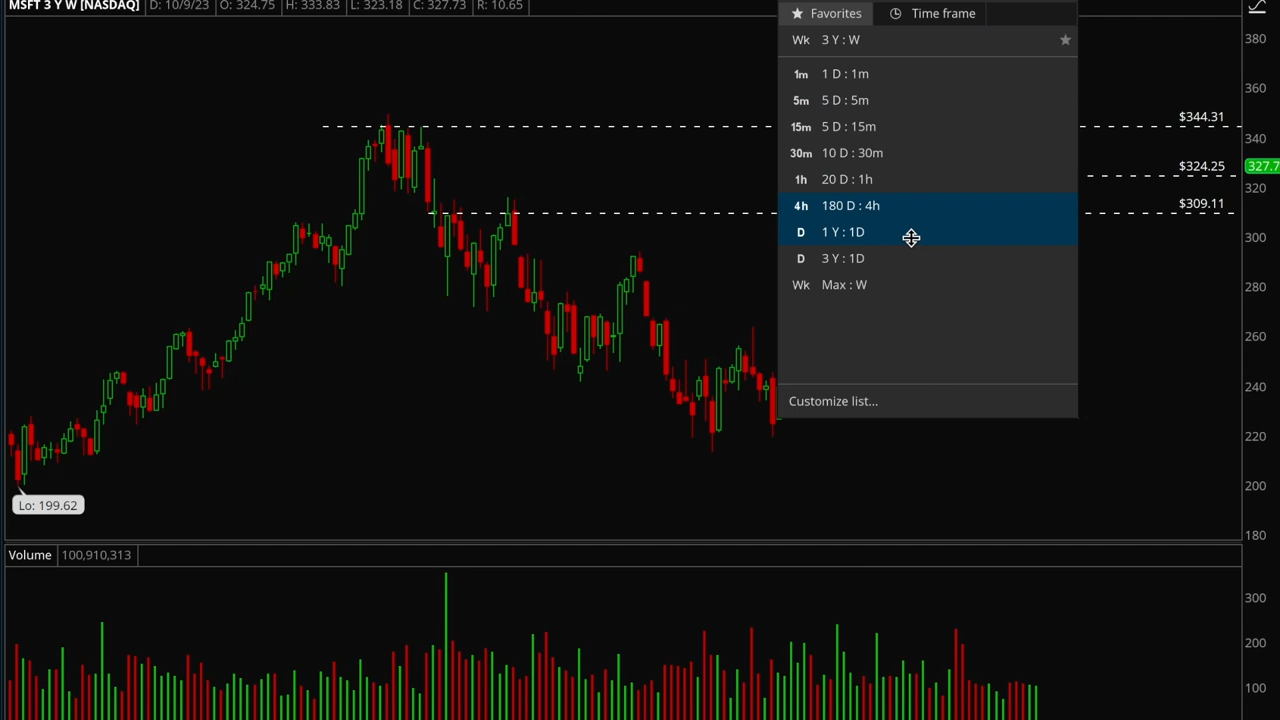 MSFT 3 Y W [NASDAQ] D: 10/9/23 O: 324.75 H: 333.83 L: 323.18 C: 327.73 R: 10.65
Favorites Time frame
Wk 3 Y : W
1m 1 D : 1m
5m 5 D : 5m
15m 5 D : 15m
30m 10 D : 30m
1h 20 D : 1h
4h 180 D : 4h
D 1 Y : 1D
D 3 Y : 1D
Wk Max : W
Customize list...
$344.31
$324.25
$309.11
380
360
340
327.7
320
300
280
260
240
220
200
180
Lo: 199.62
Volume 100,910,313
300
200
100